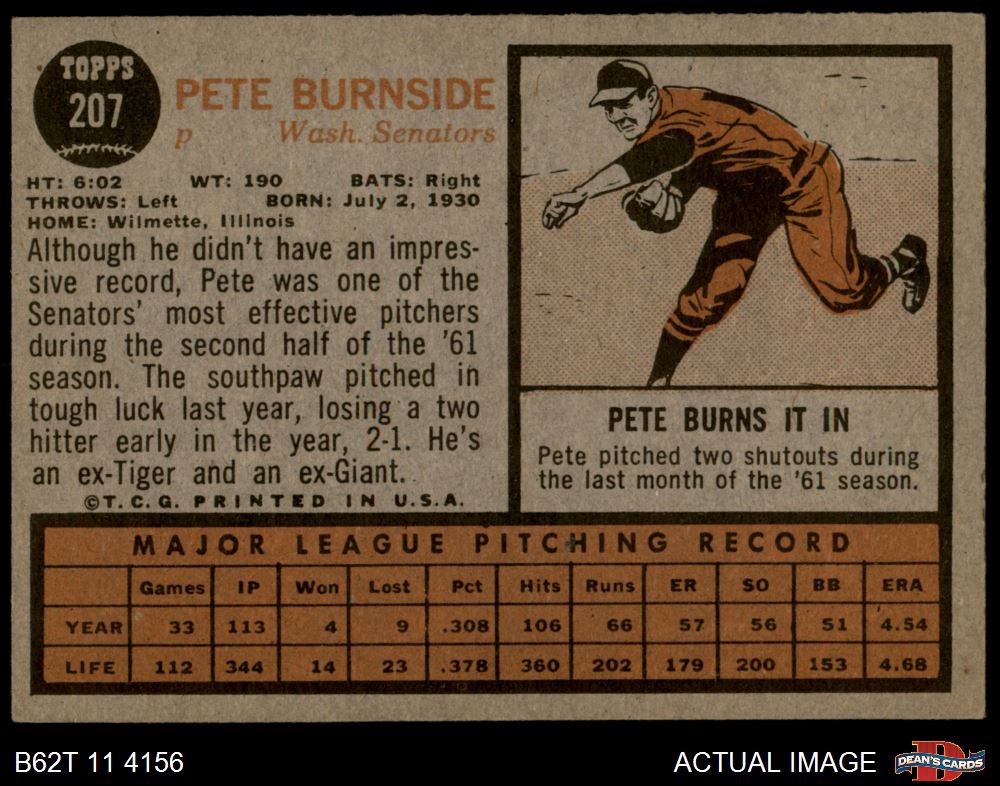 TOPPS
207
PETE BURNSIDE
p Wash. Senators
HT: 6:02 WT: 190 BATS: Right
THROWS: Left BORN: July 2, 1930
HOME: Wilmette, Illinois
Although he didn't have an impres-
sive record, Pete was one of the
Senators' most effective pitchers
during the second half of the '61
season. The southpaw pitched in
tough luck last year, losing a two
hitter early in the year, 2-1. He's
an ex-Tiger and an ex-Giant.
©T.C.G. PRINTED IN U.S.A.
PETE BURNS IT IN
Pete pitched two shutouts during
the last month of the '61 season.
MAJOR LEAGUE PITCHING RECORD
Games IP Won Lost Pct Hits Runs ER SO BB ERA
YEAR 33 113 4 9 .308 106 66 57 56 51 4.54
LIFE 112 344 14 23 .378 360 202 179 200 153 4.68
B62T 11 4156 ACTUAL IMAGE
D
DEAN'S CARDS